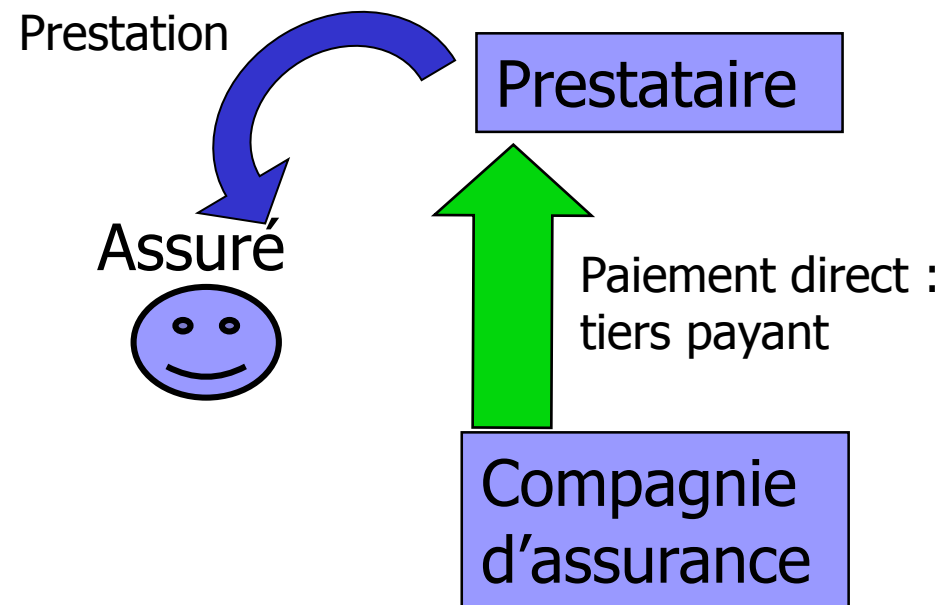 Prestation
Prestataire
Assuré
Paiement direct :
tiers payant
Compagnie
d’assurance